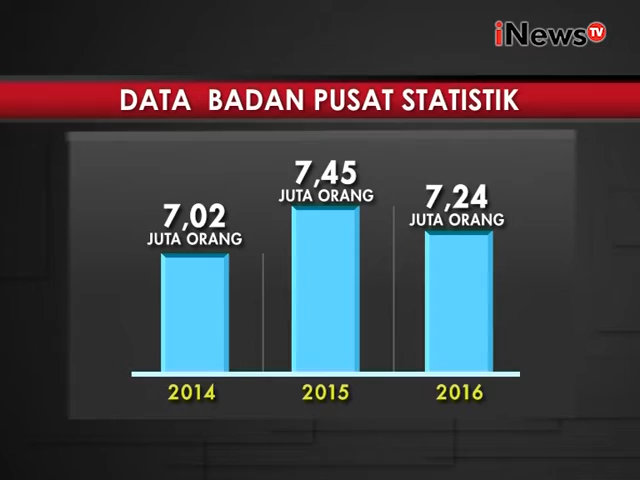 iNews TV
DATA BADAN PUSAT STATISTIK
7,02
JUTA ORANG
7,45
JUTA ORANG
7,24
JUTA ORANG
2014
2015
2016